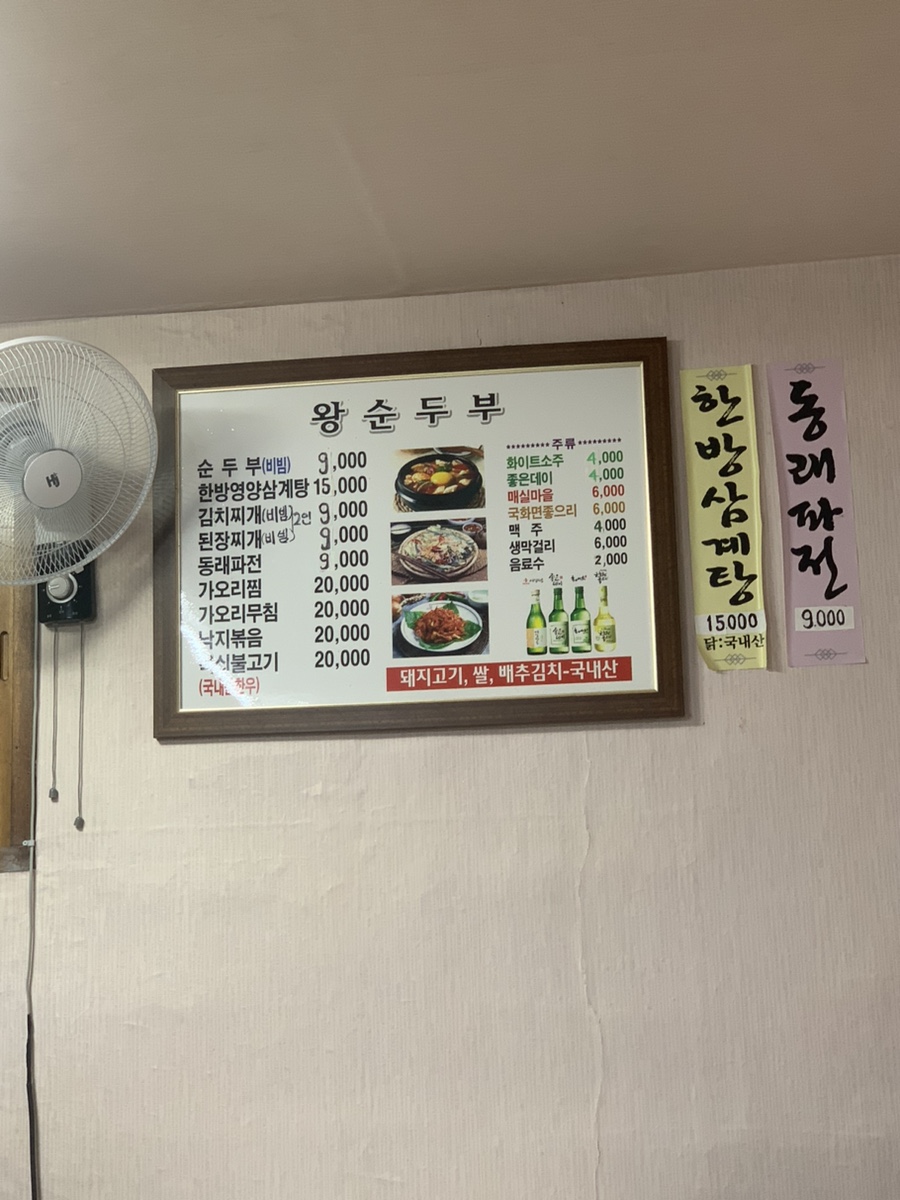 왕순두부
순두부(비빔) 9,000
한방영양삼계탕 15,000
김치찌개(비빔) 2인 9,000
된장찌개(비빔) 9,000
동래파전 9,000
가오리찜 20,000
가오리무침 20,000
낙지볶음 20,000
불고기 20,000
********* 주류 *********
화이트소주 4,000
좋은데이 4,000
매실마을 6,000
국화면좋으리 6,000
맥주 4,000
생막걸리 6,000
음료수 2,000
돼지고기, 쌀, 배추김치-국내산
한방삼계탕
15.000
닭:국내산
동래파전
9.000